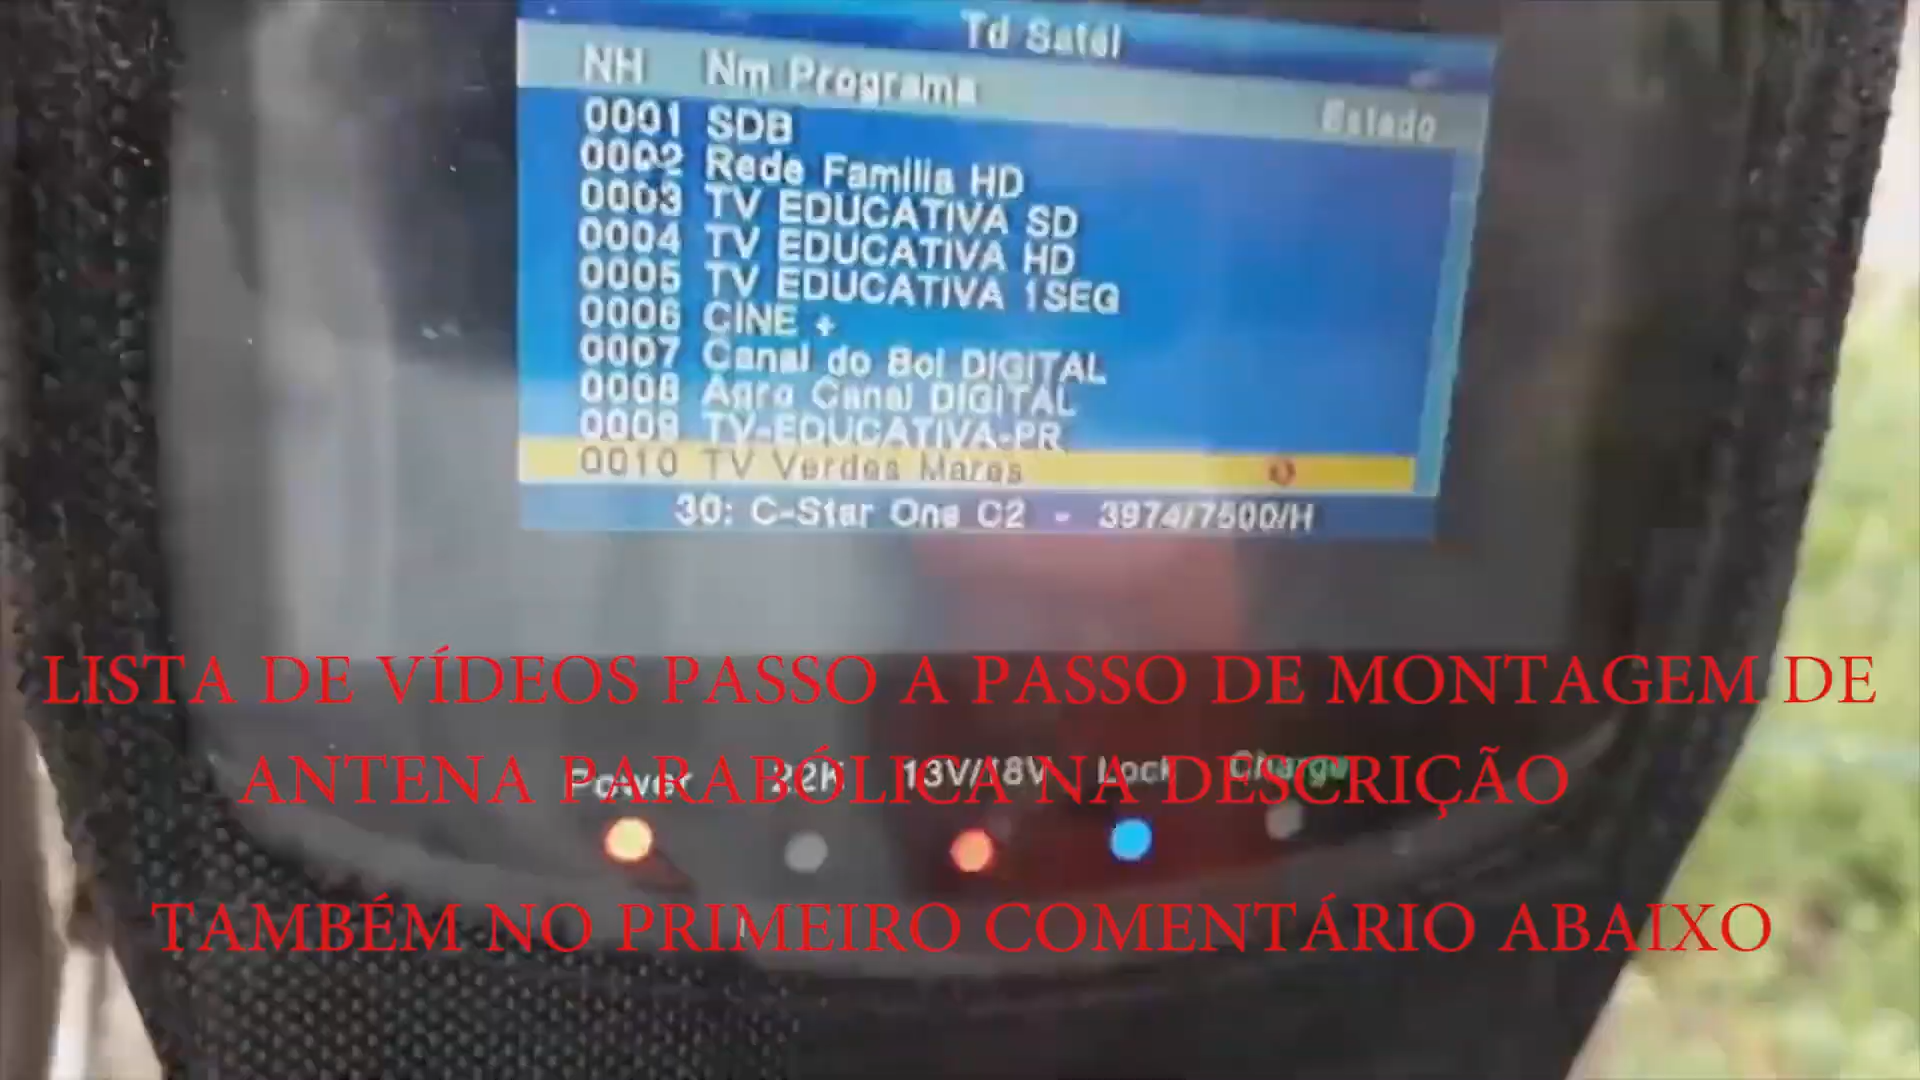 Td Satél
NH Nm Programa Estado
0001 SDB
0002 Rede Familia HD
0003 TV EDUCATIVA SD
0004 TV EDUCATIVA HD
0005 TV EDUCATIVA 1SEG
0006 CINE +
0007 Canal do Boi DIGITAL
0008 Agro Canal DIGITAL
0009 TV-EDUCATIVA-PR
0010 TV Verdes Mares
30: C-Star One C2 - 3974/7500/H
LISTA DE VÍDEOS PASSO A PASSO DE MONTAGEM DE
ANTENA PARABÓLICA NA DESCRIÇÃO
Power 22K 13V/18V Lock Charge
TAMBÉM NO PRIMEIRO COMENTÁRIO ABAIXO